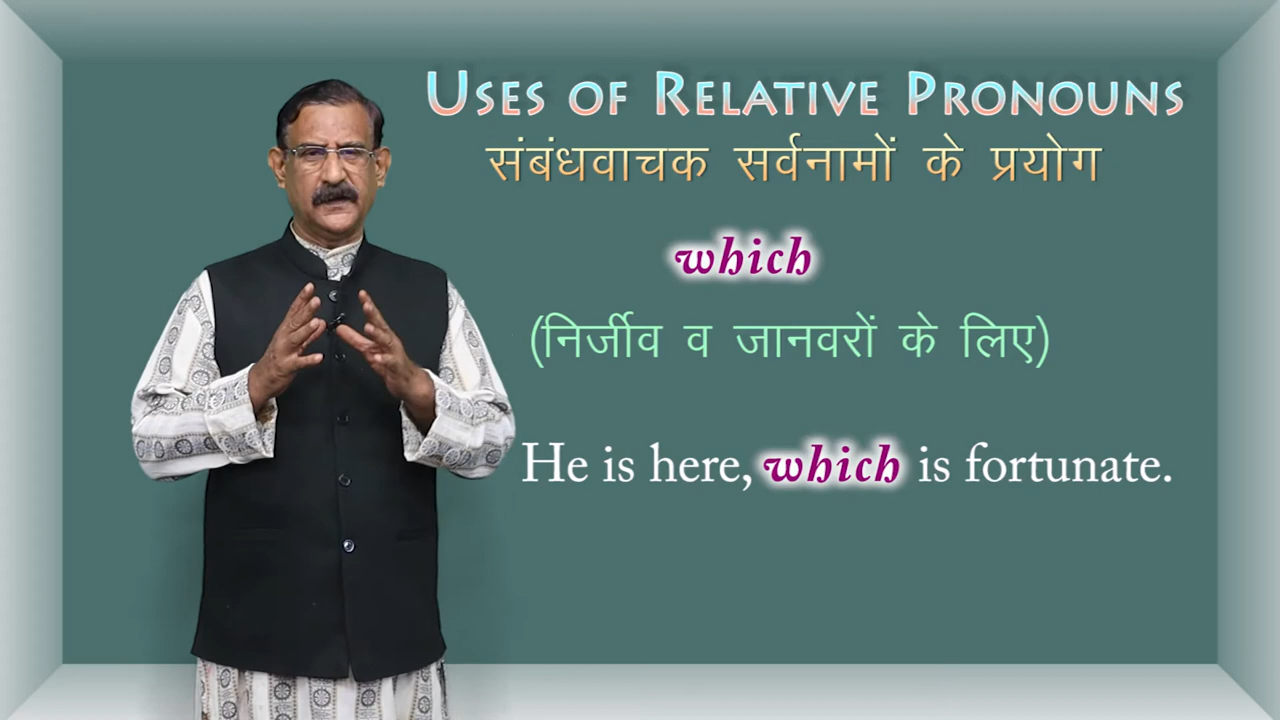 USES OF RELATIVE PRONOUNS
संबंधवाचक सर्वनामों के प्रयोग
which
(निर्जीव व जानवरों के लिए)
He is here, which is fortunate.